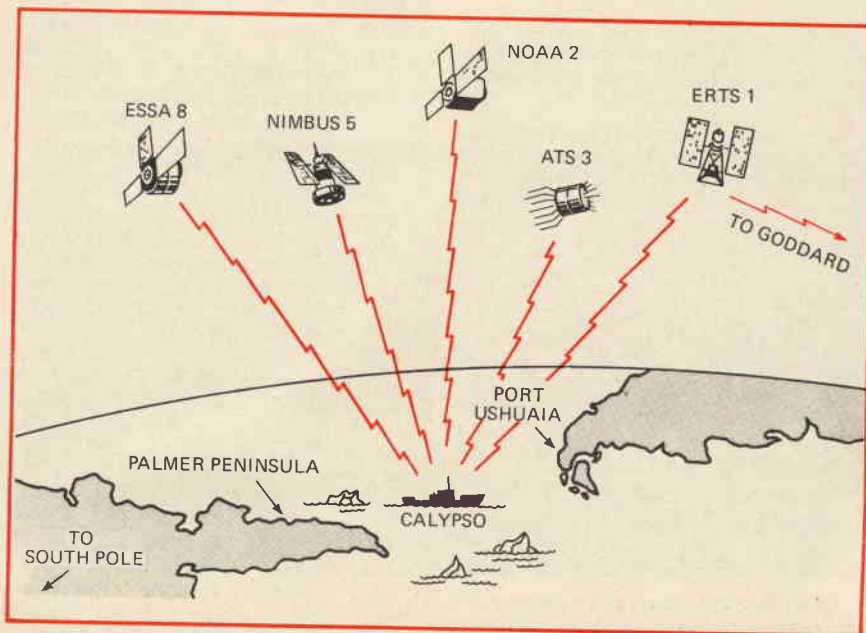 NOAA 2
ESSA 8
NIMBUS 5
ERTS 1
ATS 3
TO GODDARD
PORT
USHUAIA
PALMER PENINSULA
CALYPSO
TO
SOUTH POLE